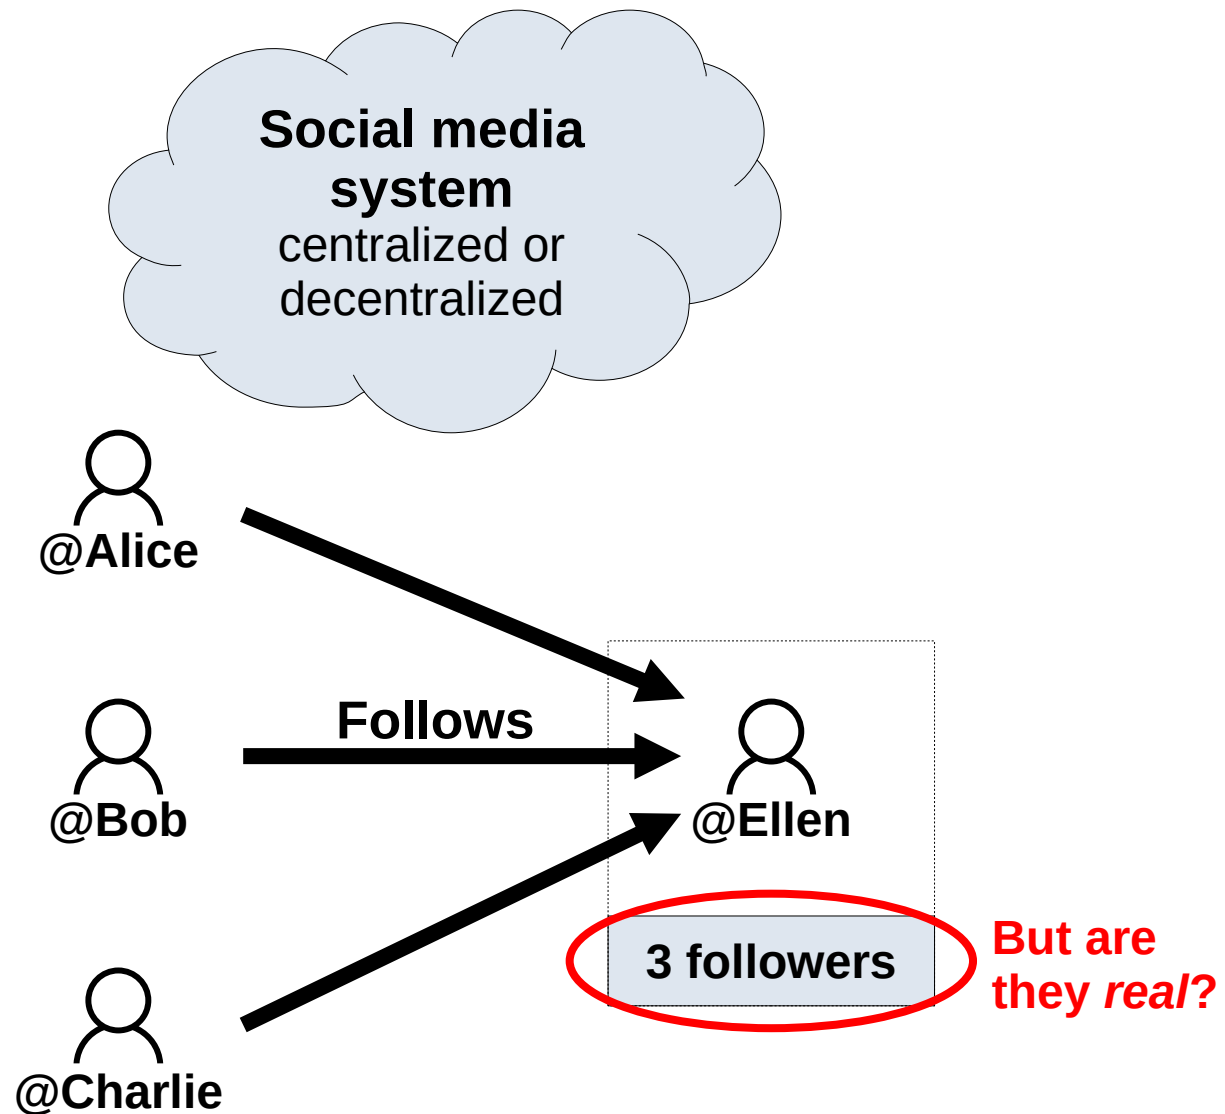 Social media
system
centralized or
decentralized
@Alice
Follows
@Bob
@Ellen
3 followers
But are
they real?
@Charlie